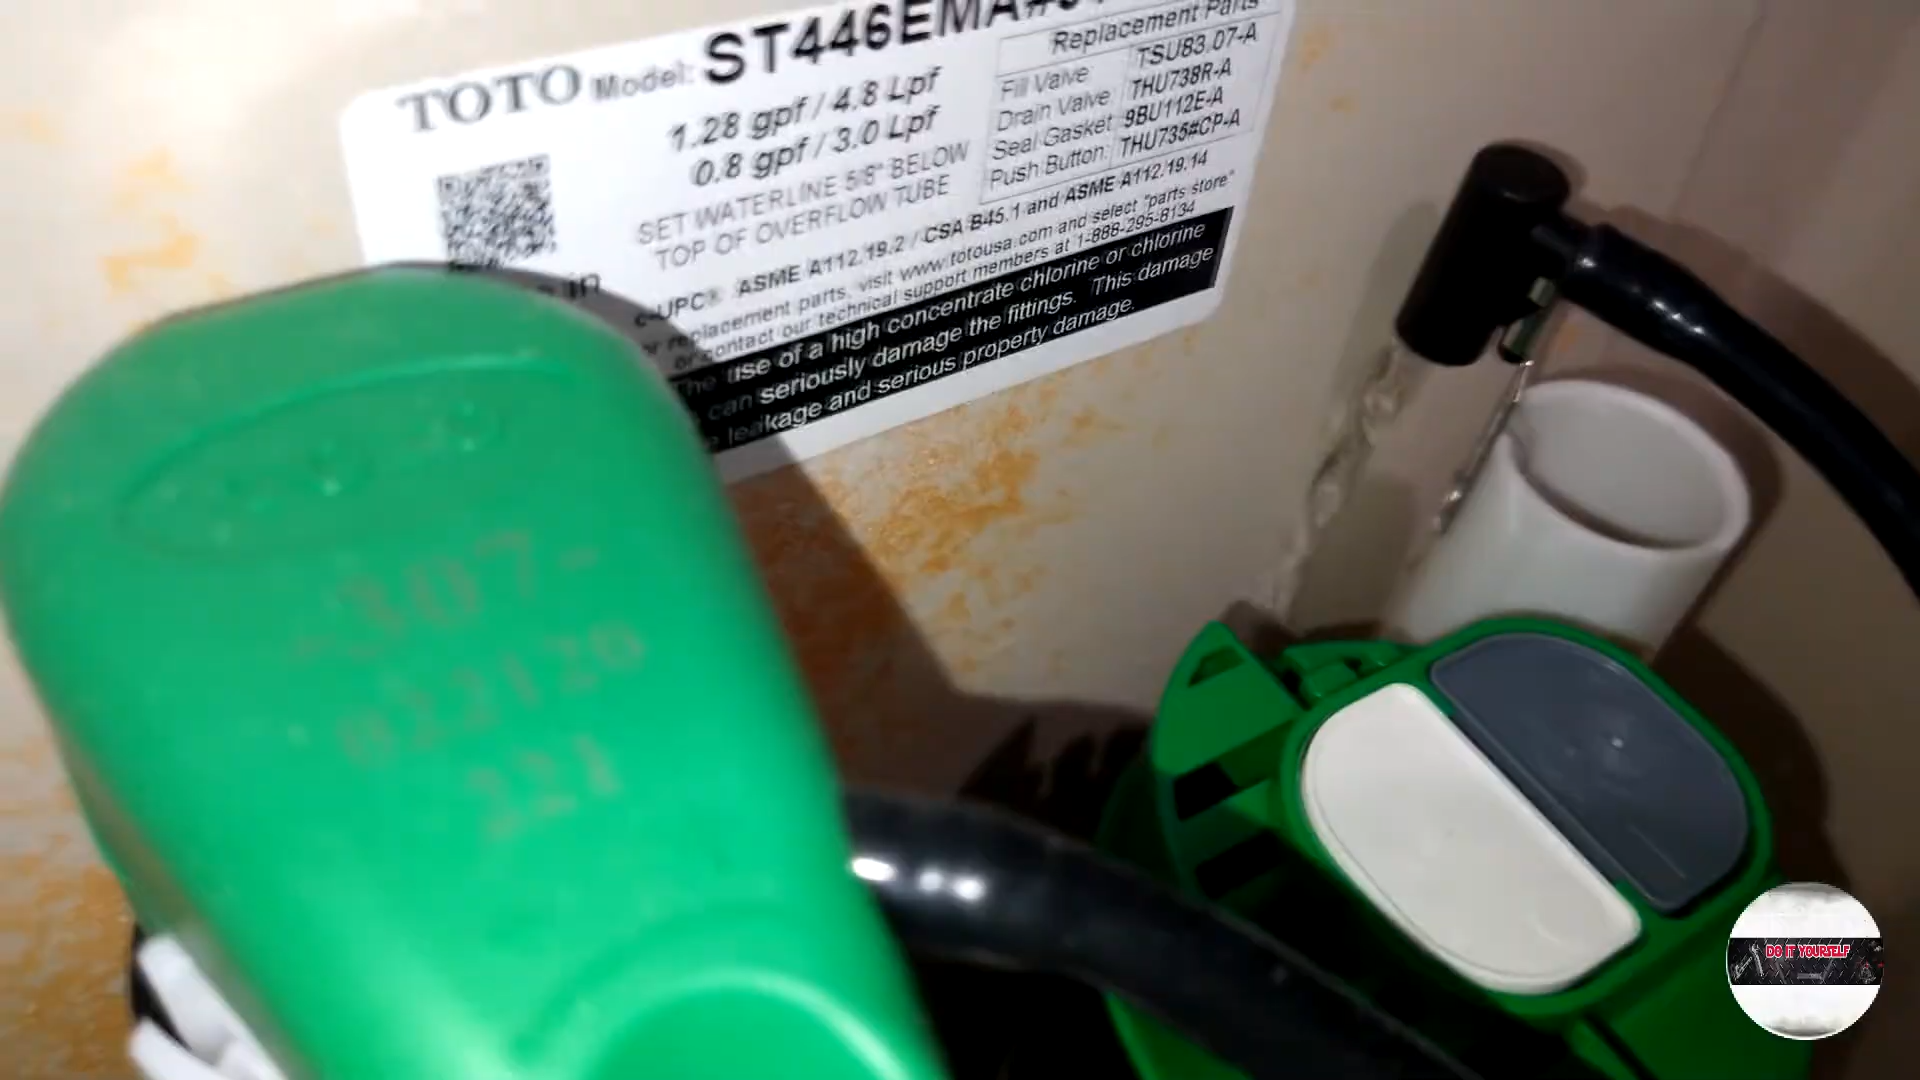 TOTO Model: ST446EMA
1.28 gpf / 4.8 Lpf
0.8 gpf / 3.0 Lpf
SET WATERLINE 5/8" BELOW
TOP OF OVERFLOW TUBE
Replacement Parts
Fill Valve: TSU83.07-A
Drain Valve THU738R-A
Seal Gasket 9BU112E-A
Push Button: THU735#CP-A
c-UPC® ASME A112.19.2 / CSA B45.1 and ASME A112.19.14
replacement parts, visit www.totousa.com and select "parts store"
or contact our technical support members at 1-888-295-8134
The use of a high concentrate chlorine or chlorine
can seriously damage the fittings. This damage
leakage and serious property damage.
in
307-
022120
221
DO IT YOURSELF